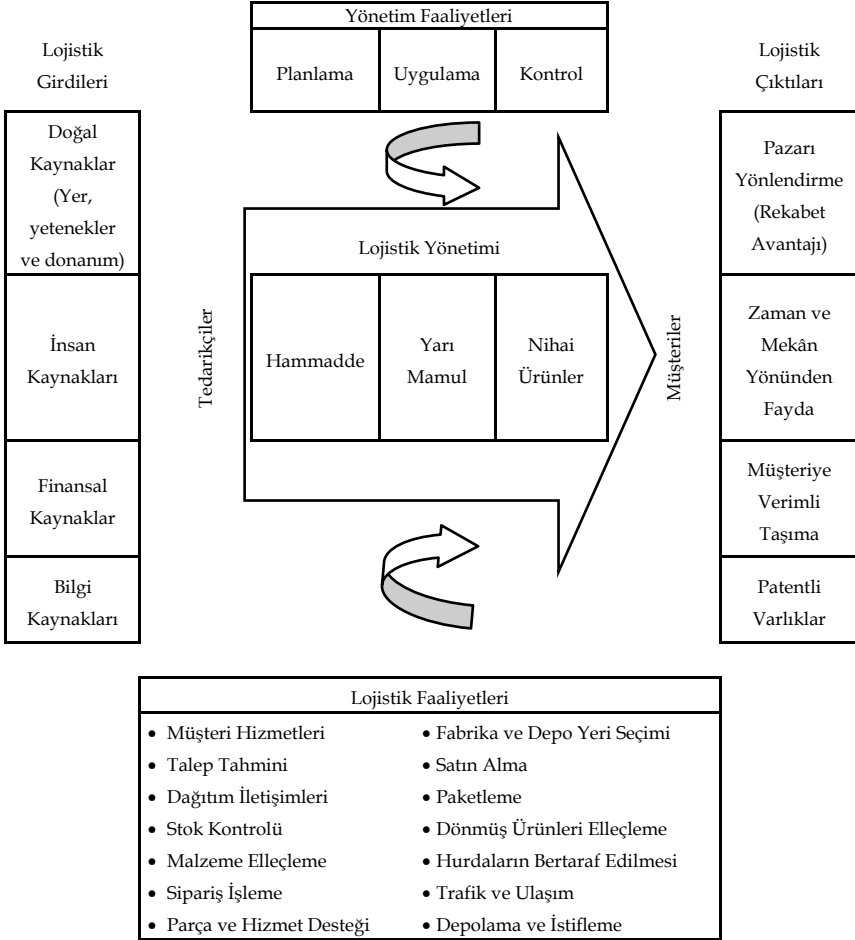 Yönetim Faaliyetleri
Planlama
Uygulama
Kontrol
Lojistik
Girdileri
Doğal
Kaynaklar
(Yer,
yetenekler
ve donanım)
İnsan
Kaynakları
Finansal
Kaynaklar
Bilgi
Kaynakları
Tedarikçiler
Lojistik Yönetimi
Hammadde
Yarı
Mamul
Nihai
Ürünler
Müşteriler
Lojistik
Çıktıları
Pazarı
Yönlendirme
(Rekabet
Avantajı)
Zaman ve
Mekân
Yönünden
Fayda
Müşteriye
Verimli
Taşıma
Patentli
Varlıklar
Lojistik Faaliyetleri
• Müşteri Hizmetleri
• Talep Tahmini
• Dağıtım İletişimleri
• Stok Kontrolü
• Malzeme Elleçleme
• Sipariş İşleme
• Parça ve Hizmet Desteği
• Fabrika ve Depo Yeri Seçimi
• Satın Alma
• Paketleme
• Dönmüş Ürünleri Elleçleme
• Hurdaların Bertaraf Edilmesi
• Trafik ve Ulaşım
• Depolama ve İstifleme